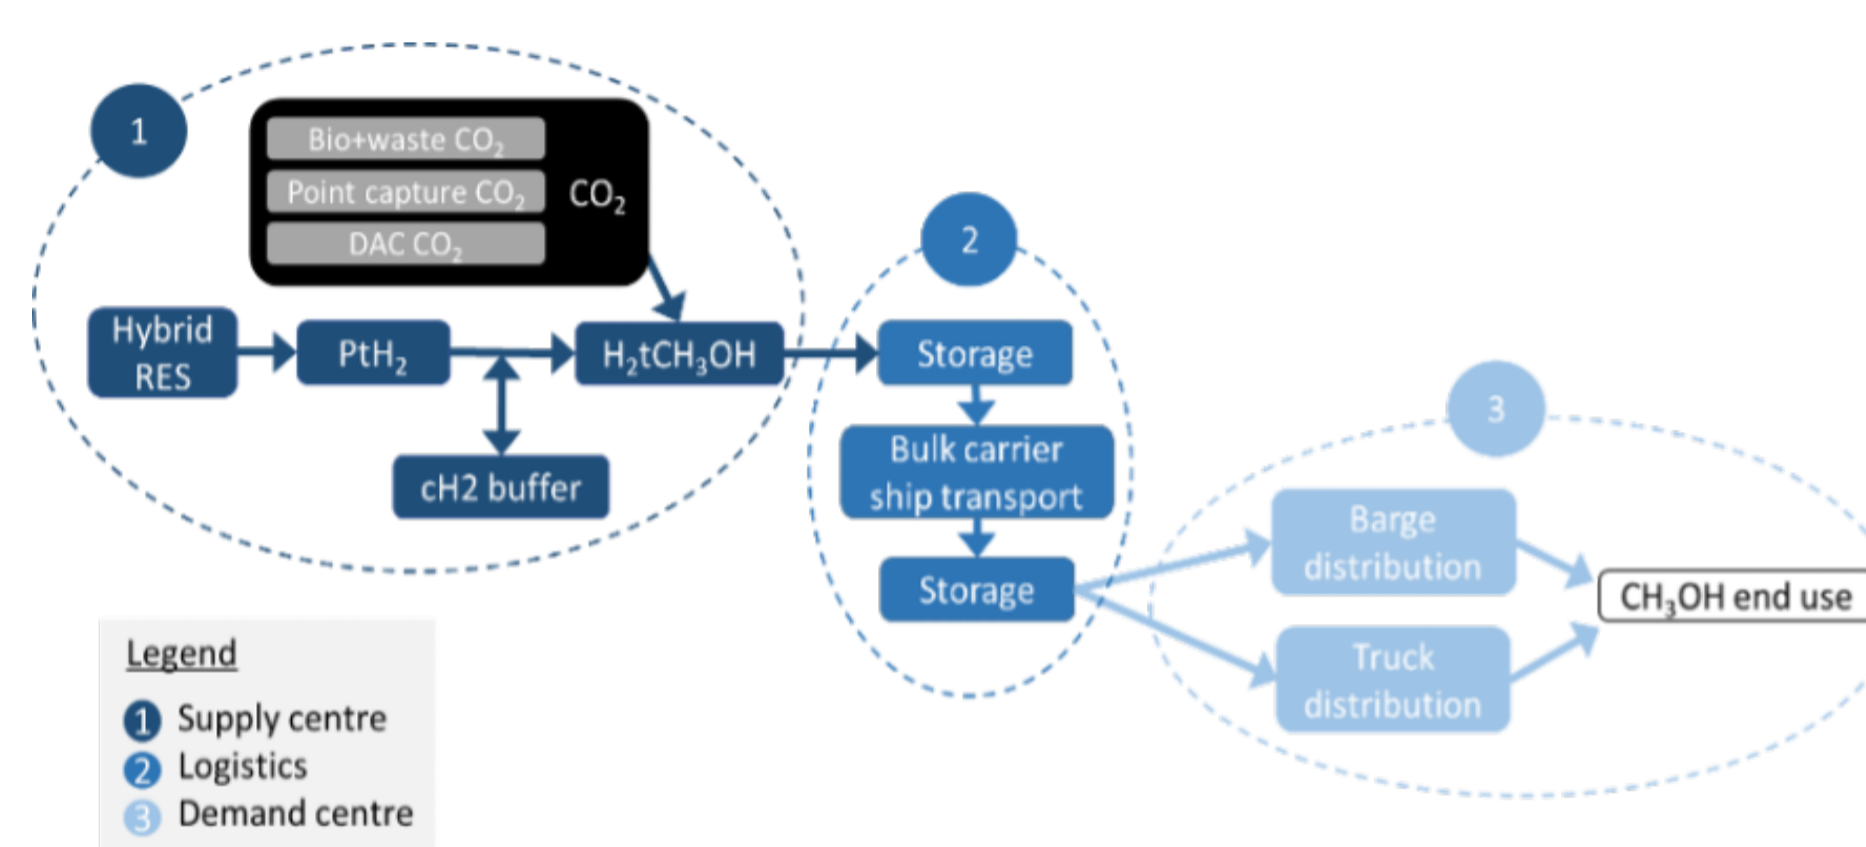 1
Bio+waste CO₂
Point capture CO₂
DAC CO₂
CO₂
Hybrid
RES
PtH₂
H₂tCH₃OH
cH2 buffer
2
Storage
Bulk carrier
ship transport
Storage
3
Barge
distribution
Truck
distribution
CH₃OH end use
Legend
1 Supply centre
2 Logistics
3 Demand centre